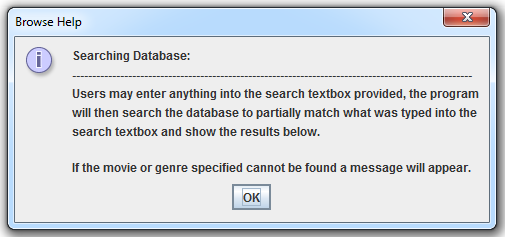 Browse Help
Searching Database:
----------------------------------------------------------------------------------------------------
Users may enter anything into the search textbox provided, the program
will then search the database to partially match what was typed into the
search textbox and show the results below.
If the movie or genre specified cannot be found a message will appear.
OK